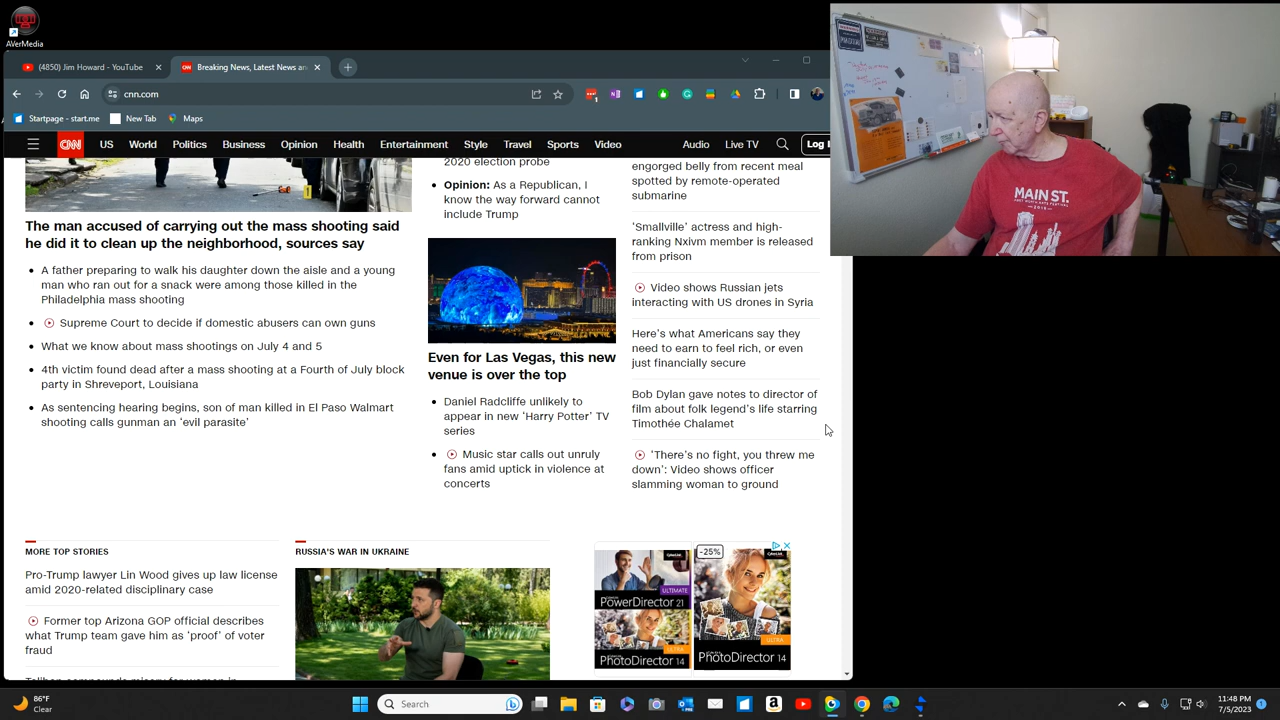 AVerMedia
(4850) Jim Howard - YouTube
Breaking News, Latest News an
cnn.com
1
Startpage - start.me
New Tab
Maps
CNN
US
World
Politics
Business
Opinion
Health
Entertainment
Style
Travel
Sports
Video
Audio
Live TV
Log I
2020 election probe
• Opinion: As a Republican, I
know the way forward cannot
include Trump
engorged belly from recent meal
spotted by remote-operated
submarine
The man accused of carrying out the mass shooting said
he did it to clean up the neighborhood, sources say
• A father preparing to walk his daughter down the aisle and a young
man who ran out for a snack were among those killed in the
Philadelphia mass shooting
• Supreme Court to decide if domestic abusers can own guns
• What we know about mass shootings on July 4 and 5
• 4th victim found dead after a mass shooting at a Fourth of July block
party in Shreveport, Louisiana
• As sentencing hearing begins, son of man killed in El Paso Walmart
shooting calls gunman an ‘evil parasite’
Even for Las Vegas, this new
venue is over the top
• Daniel Radcliffe unlikely to
appear in new ‘Harry Potter’ TV
series
• Music star calls out unruly
fans amid uptick in violence at
concerts
‘Smallville’ actress and high-
ranking Nxivm member is released
from prison
Video shows Russian jets
interacting with US drones in Syria
Here’s what Americans say they
need to earn to feel rich, or even
just financially secure
Bob Dylan gave notes to director of
film about folk legend’s life starring
Timothée Chalamet
‘There’s no fight, you threw me
down’: Video shows officer
slamming woman to ground
MORE TOP STORIES
Pro-Trump lawyer Lin Wood gives up law license
amid 2020-related disciplinary case
Former top Arizona GOP official describes
what Trump team gave him as ‘proof’ of voter
fraud
RUSSIA’S WAR IN UKRAINE
CyberLink
ULTIMATE
PowerDirector 21
ULTRA
PhotoDirector 14
-25%
CyberLink
ULTRA
PhotoDirector 14
MAIN ST.
2019
86°F
Clear
Search
11:48 PM
7/5/2023
1